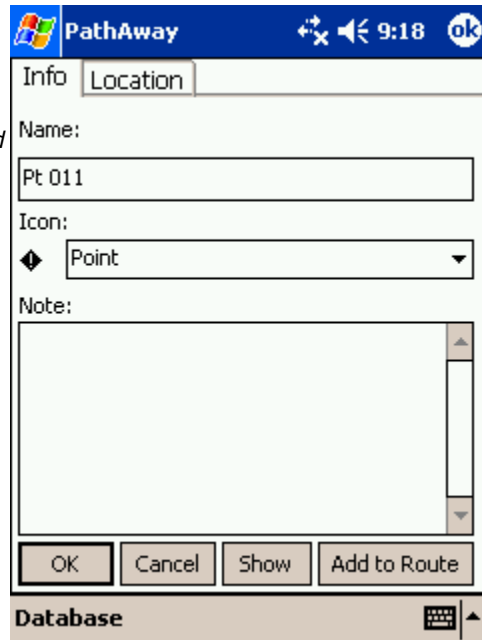 PathAway 9:18 ok
Info Location
Name:
Pt 011
Icon:
Point
Note:
OK Cancel Show Add to Route
Database